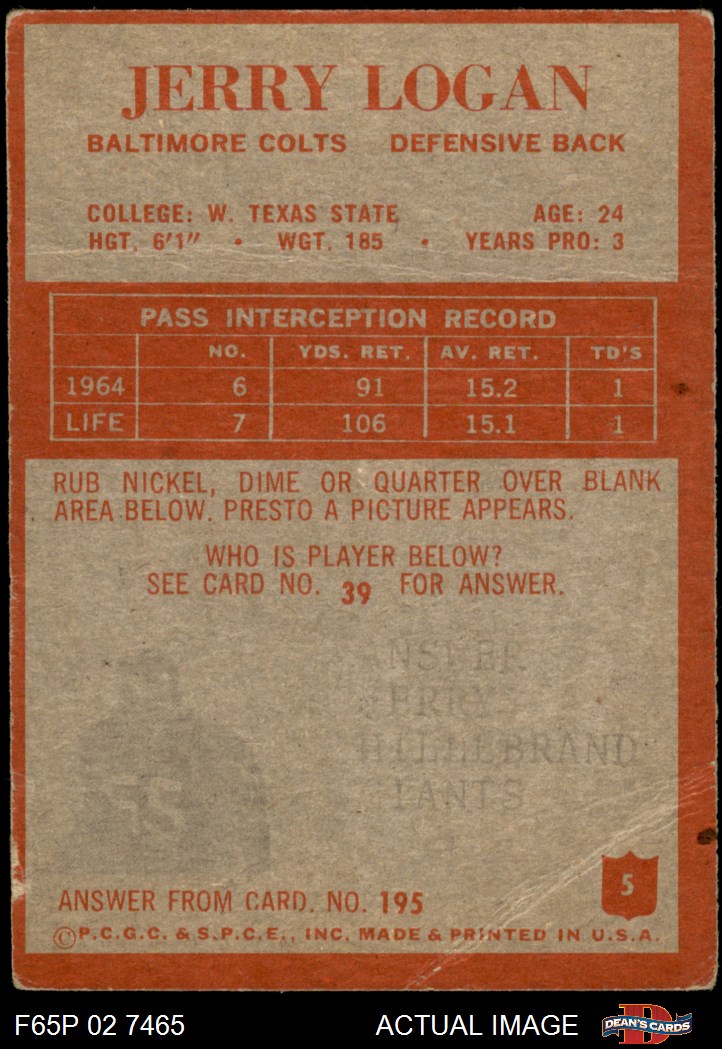 JERRY LOGAN
BALTIMORE COLTS DEFENSIVE BACK
COLLEGE: W. TEXAS STATE AGE: 24
HGT. 6'1" • WGT. 185 • YEARS PRO: 3
PASS INTERCEPTION RECORD
NO. YDS. RET. AV. RET. TD'S
1964 6 91 15.2 1
LIFE 7 106 15.1 1
RUB NICKEL, DIME OR QUARTER OVER BLANK
AREA BELOW. PRESTO A PICTURE APPEARS.
WHO IS PLAYER BELOW?
SEE CARD NO. 39 FOR ANSWER.
HILLEBRAND
5
ANSWER FROM CARD. NO. 195
©P.C.G.C. & S.P.C.E., INC. MADE & PRINTED IN U.S.A.
F65P 02 7465 ACTUAL IMAGE D DEAN'S CARDS